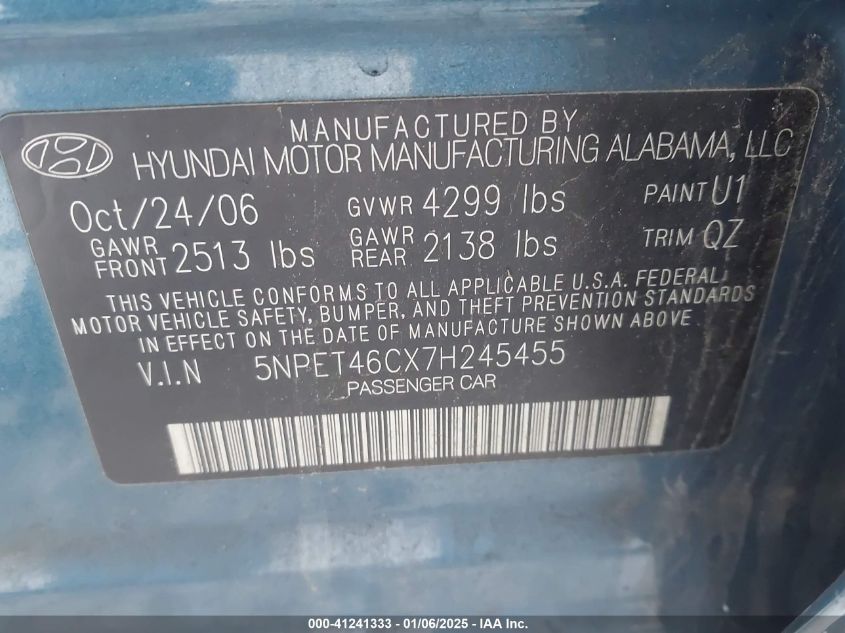 MANUFACTURED BY
HYUNDAI MOTOR MANUFACTURING ALABAMA, LLC
Oct/24/06 GVWR 4299 lbs PAINT U1
GAWR FRONT 2513 lbs GAWR REAR 2138 lbs TRIM QZ
THIS VEHICLE CONFORMS TO ALL APPLICABLE U.S.A. FEDERAL
MOTOR VEHICLE SAFETY, BUMPER, AND THEFT PREVENTION STANDARDS
IN EFFECT ON THE DATE OF MANUFACTURE SHOWN ABOVE
V.I.N 5NPET46CX7H245455
PASSENGER CAR
000-41241333 - 01/06/2025 - IAA Inc.